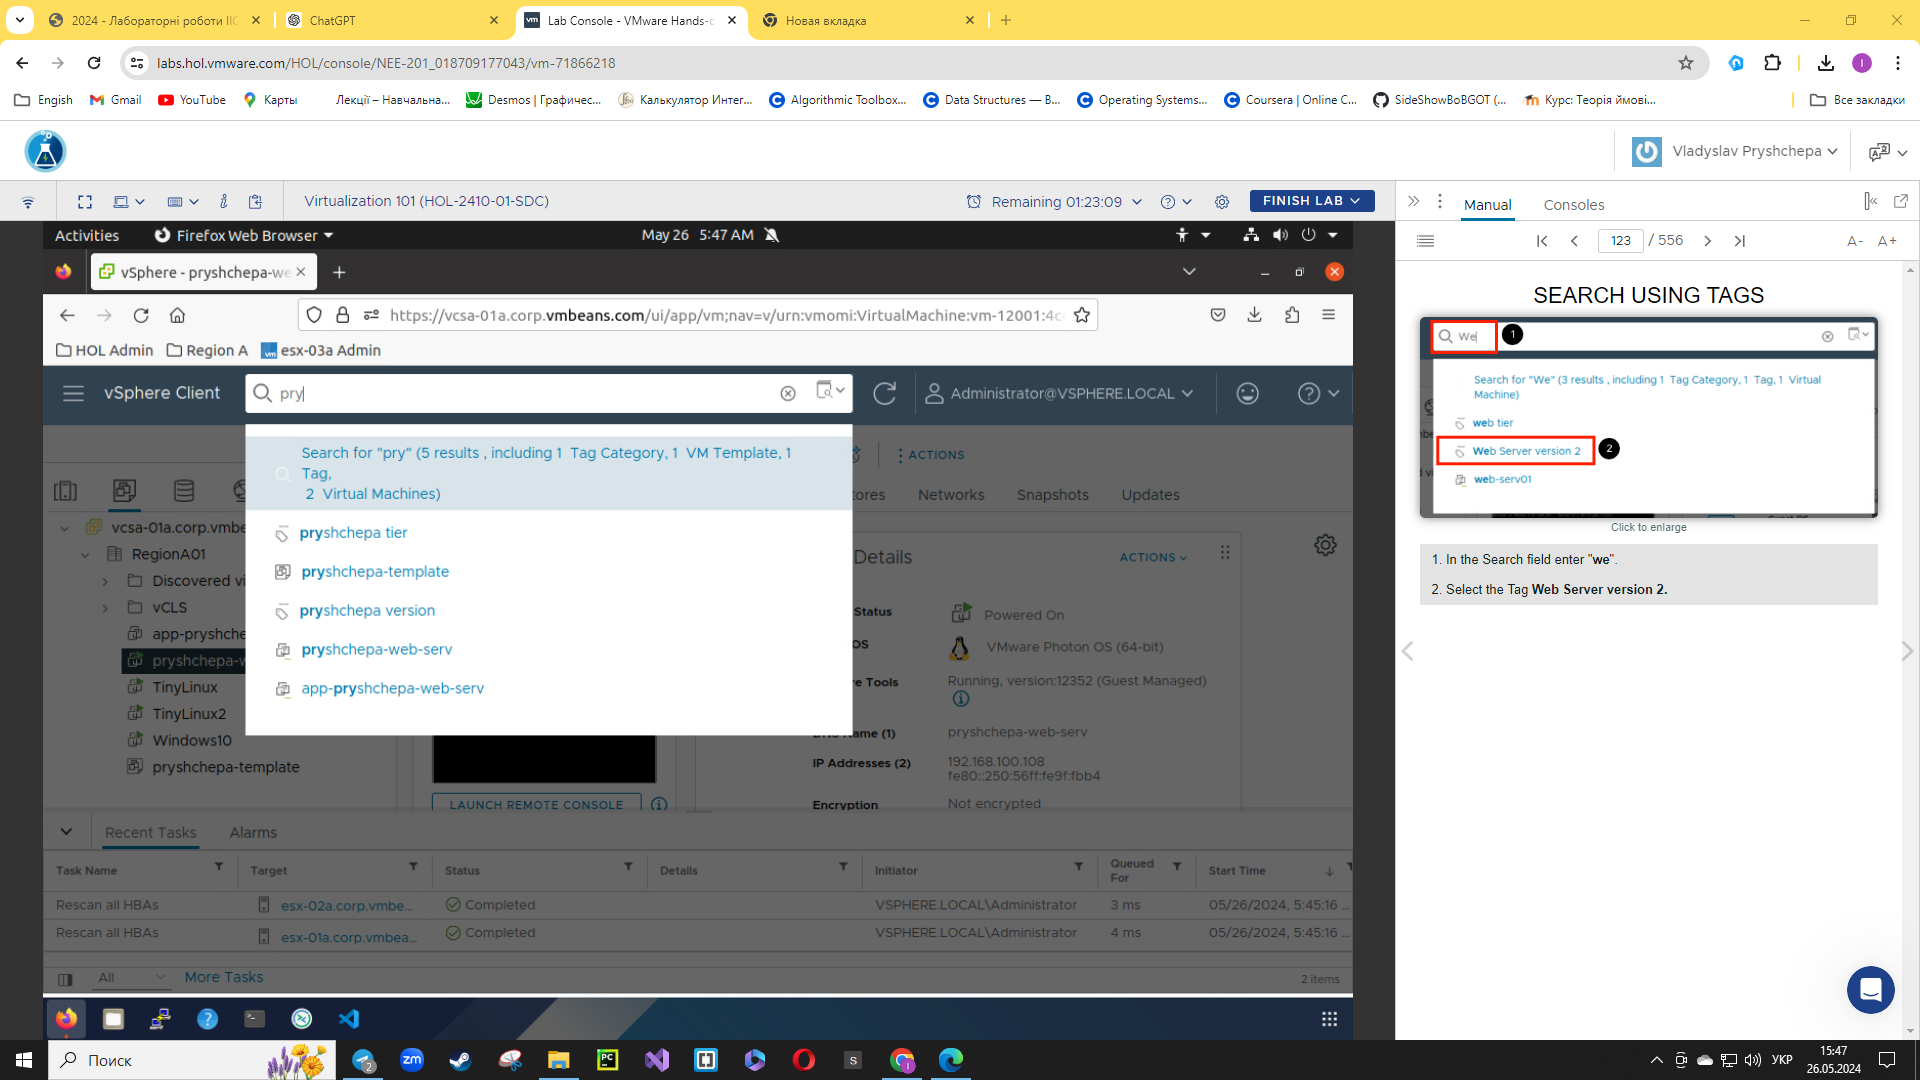 2024 - Лабораторні роботи ІІС
ChatGPT
Lab Console - VMware Hands-o
Новая вкладка
labs.hol.vmware.com/HOL/console/NEE-201_018709177043/vm-71866218
Engish
Gmail
YouTube
Карты
Лекції – Навчальна...
Desmos | Графичес...
Калькулятор Интег...
Algorithmic Toolbox...
Data Structures — В...
Operating Systems...
Coursera | Online C...
SideShowBoBGOT (...
Курс: Теорія ймові...
Все закладки
Vladyslav Pryshchepa
Virtualization 101 (HOL-2410-01-SDC)
Remaining 01:23:09
FINISH LAB
Manual
Consoles
123 / 556
A-
A+
Activities
Firefox Web Browser
May 26 5:47 AM
vSphere - pryshchepa-we
https://vcsa-01a.corp.vmbeans.com/ui/app/vm;nav=v/urn:vmomi:VirtualMachine:vm-12001:4c
HOL Admin
Region A
esx-03a Admin
vSphere Client
pry
Administrator@VSPHERE.LOCAL
Search for "pry" (5 results , including 1 Tag Category, 1 VM Template, 1
Tag,
2 Virtual Machines)
pryshchepa tier
pryshchepa-template
pryshchepa version
pryshchepa-web-serv
app-pryshchepa-web-serv
ACTIONS
Networks
Snapshots
Updates
vcsa-01a.corp.vmbe
RegionA01
Discovered vi
vCLS
app-pryshche
pryshchepa-w
TinyLinux
TinyLinux2
Windows10
pryshchepa-template
Details
ACTIONS
Status
Powered On
OS
VMware Photon OS (64-bit)
re Tools
Running, version:12352 (Guest Managed)
DNS Name (1)
pryshchepa-web-serv
IP Addresses (2)
192.168.100.108
fe80::250:56ff:fe9f:fbb4
Encryption
Not encrypted
LAUNCH REMOTE CONSOLE
Recent Tasks
Alarms
Task Name
Target
Status
Details
Initiator
Queued For
Start Time
Rescan all HBAs
esx-02a.corp.vmbe...
Completed
VSPHERE.LOCAL\Administrator
3 ms
05/26/2024, 5:45:16 ...
Rescan all HBAs
esx-01a.corp.vmbea...
Completed
VSPHERE.LOCAL\Administrator
4 ms
05/26/2024, 5:45:16 ...
All
More Tasks
2 items
SEARCH USING TAGS
We
1
Search for "We" (3 results , including 1 Tag Category, 1 Tag, 1 Virtual
Machine)
web tier
Web Server version 2
2
web-serv01
Click to enlarge
1. In the Search field enter "we".
2. Select the Tag Web Server version 2.
Поиск
УКР
15:47
26.05.2024